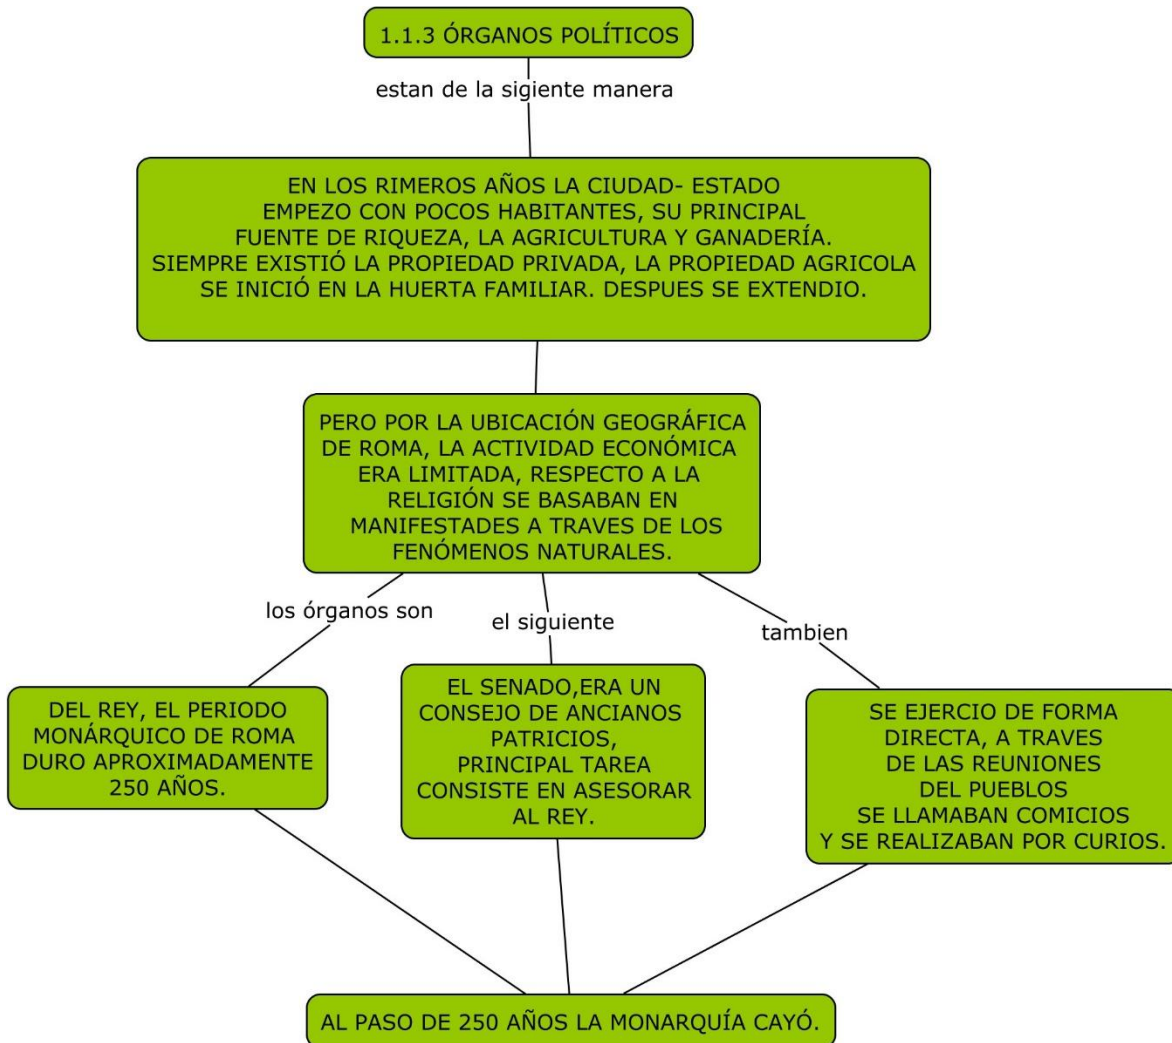 1.1.3 ÓRGANOS POLÍTICOS
estan de la sigiente manera
EN LOS RIMEROS AÑOS LA CIUDAD- ESTADO
EMPEZO CON POCOS HABITANTES, SU PRINCIPAL
FUENTE DE RIQUEZA, LA AGRICULTURA Y GANADERÍA.
SIEMPRE EXISTIÓ LA PROPIEDAD PRIVADA, LA PROPIEDAD AGRICOLA
SE INICIÓ EN LA HUERTA FAMILIAR. DESPUES SE EXTENDIO.
PERO POR LA UBICACIÓN GEOGRÁFICA
DE ROMA, LA ACTIVIDAD ECONÓMICA
ERA LIMITADA, RESPECTO A LA
RELIGIÓN SE BASABAN EN
MANIFESTADES A TRAVES DE LOS
FENÓMENOS NATURALES.
los órganos son
DEL REY, EL PERIODO
MONÁRQUICO DE ROMA
DURO APROXIMADAMENTE
250 AÑOS.
el siguiente
EL SENADO,ERA UN
CONSEJO DE ANCIANOS
PATRICIOS,
PRINCIPAL TAREA
CONSISTE EN ASESORAR
AL REY.
tambien
SE EJERCIO DE FORMA
DIRECTA, A TRAVES
DE LAS REUNIONES
DEL PUEBLOS
SE LLAMABAN COMICIOS
Y SE REALIZABAN POR CURIOS.
AL PASO DE 250 AÑOS LA MONARQUÍA CAYÓ.